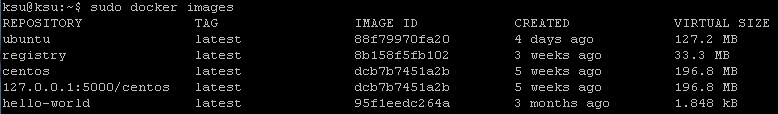 ksu@ksu:~$ sudo docker images
REPOSITORY TAG IMAGE ID CREATED VIRTUAL SIZE
ubuntu latest 88f79970fa20 4 days ago 127.2 MB
registry latest 8b158f5fb102 3 weeks ago 33.3 MB
centos latest dcb7b7451a2b 5 weeks ago 196.8 MB
127.0.0.1:5000/centos latest dcb7b7451a2b 5 weeks ago 196.8 MB
hello-world latest 95f1eedc264a 3 months ago 1.848 kB